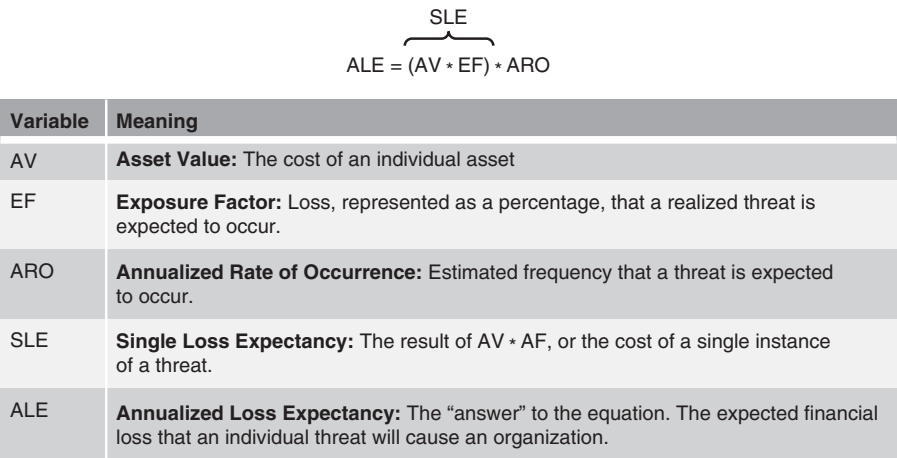 SLE
ALE = (AV * EF) * ARO
Variable Meaning
AV Asset Value: The cost of an individual asset
EF Exposure Factor: Loss, represented as a percentage, that a realized threat is
expected to occur.
ARO Annualized Rate of Occurrence: Estimated frequency that a threat is expected
to occur.
SLE Single Loss Expectancy: The result of AV * AF, or the cost of a single instance
of a threat.
ALE Annualized Loss Expectancy: The “answer” to the equation. The expected financial
loss that an individual threat will cause an organization.